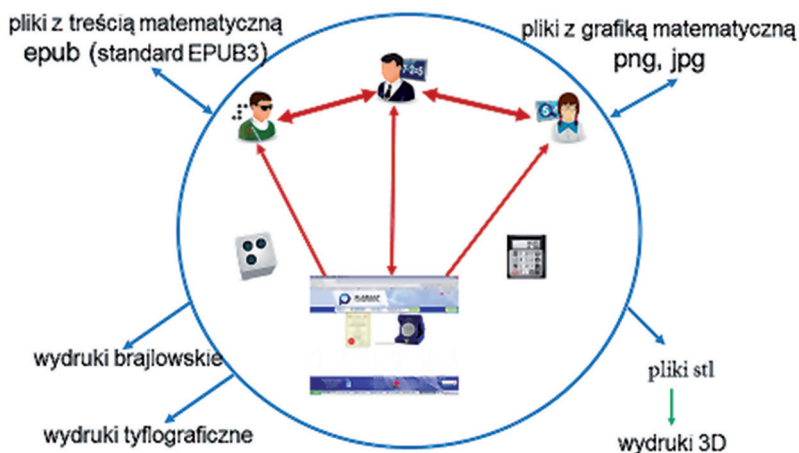 pliki z treścią matematyczną
epub (standard EPUB3)
pliki z grafiką matematyczną
png, jpg
wydruki brajlowskie
wydruki tyflograficzne
pliki stl
wydruki 3D